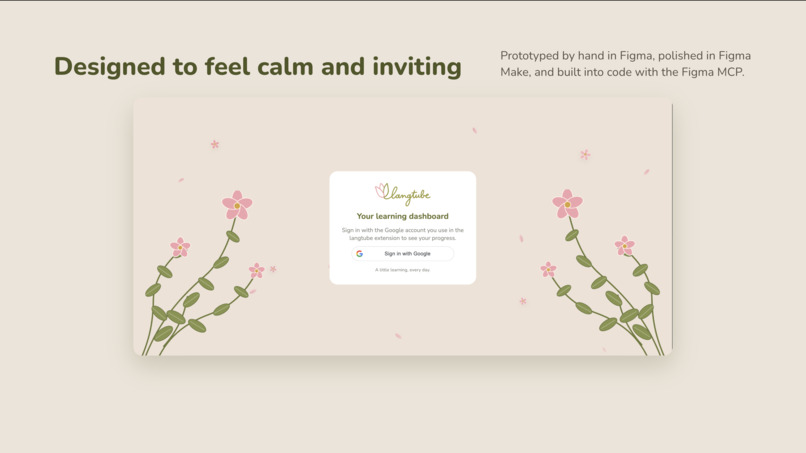 Designed to feel calm and inviting
Prototyped by hand in Figma, polished in Figma
Make, and built into code with the Figma MCP.
langtube
Your learning dashboard
Sign in with the Google account you use in the
langtube extension to see your progress.
Sign in with Google
A little learning, every day.